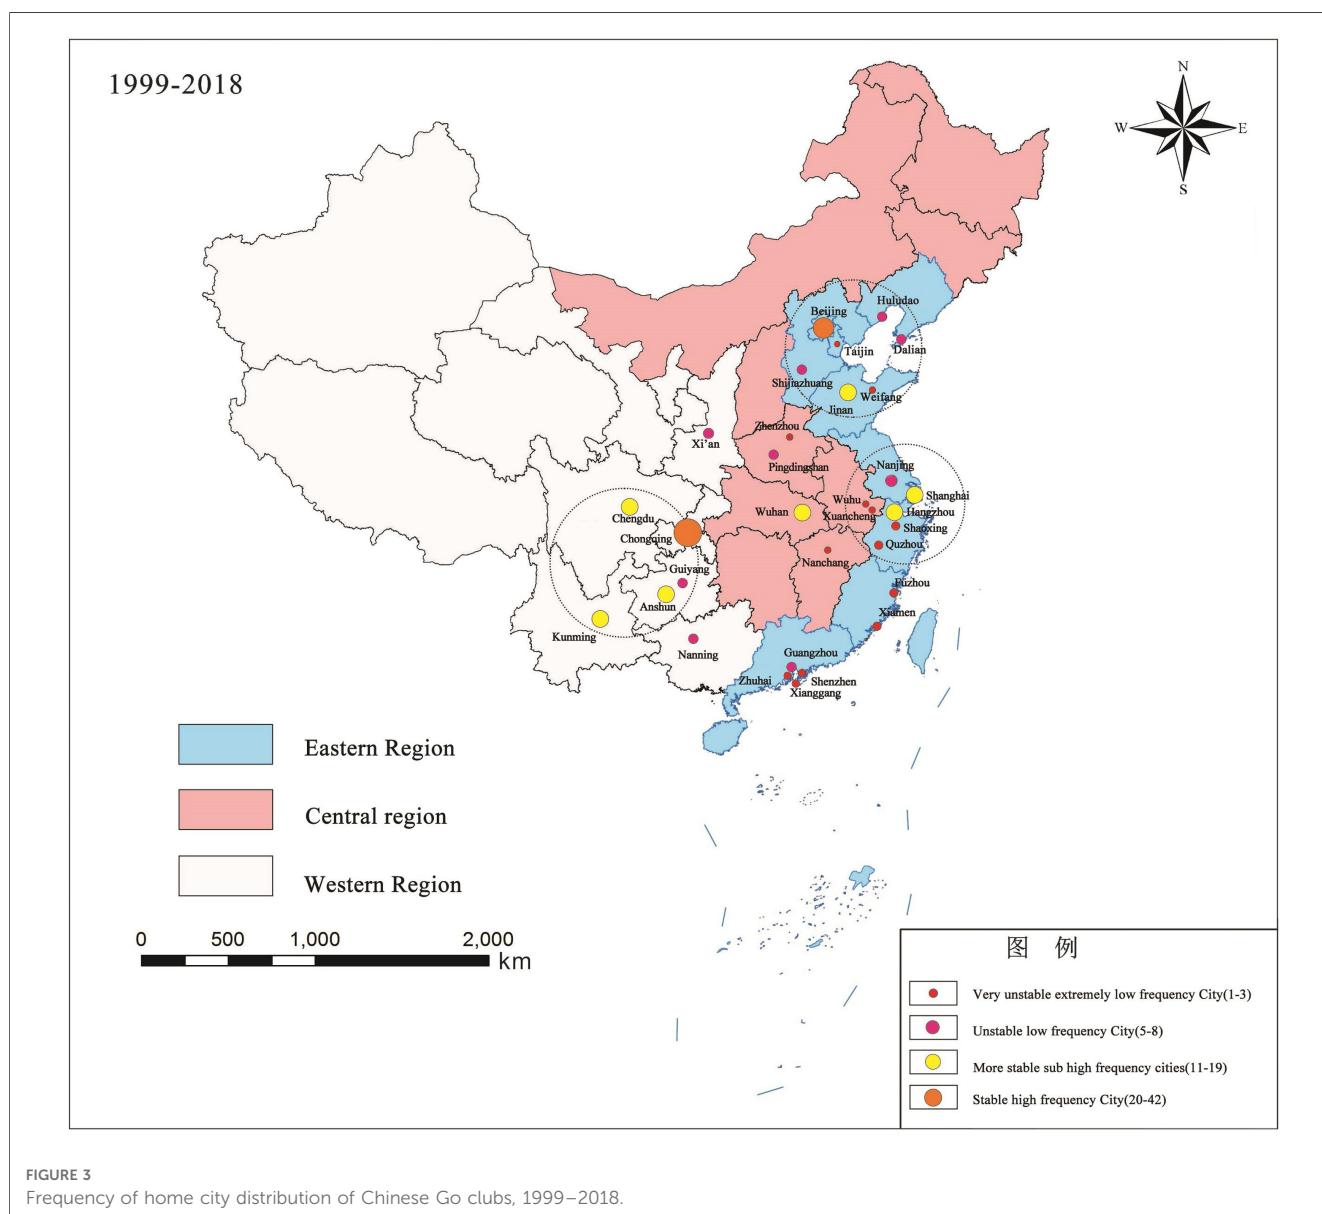 1999-2018
N
W
E
S
Huludao
Beijing
Taijin
Dalian
Shijiazhuang
Weifang
Jinan
Zhenzhou
Xi'an
Pingdingshan
Nanjing
Shanghai
Wuhu
Hangzhou
Wuhan
Xuancheng
Shaoxing
Chengdu
Chongqing
Quzhou
Nanchang
Guiyang
Fuzhou
Anshun
Xiamen
Kunming
Nanning
Guangzhou
Zhuhai
Shenzhen
Xianggang
Eastern Region
Central region
Western Region
0 500 1,000 2,000
km
图 例
Very unstable extremely low frequency City(1-3)
Unstable low frequency City(5-8)
More stable sub high frequency cities(11-19)
Stable high frequency City(20-42)
FIGURE 3
Frequency of home city distribution of Chinese Go clubs, 1999–2018.